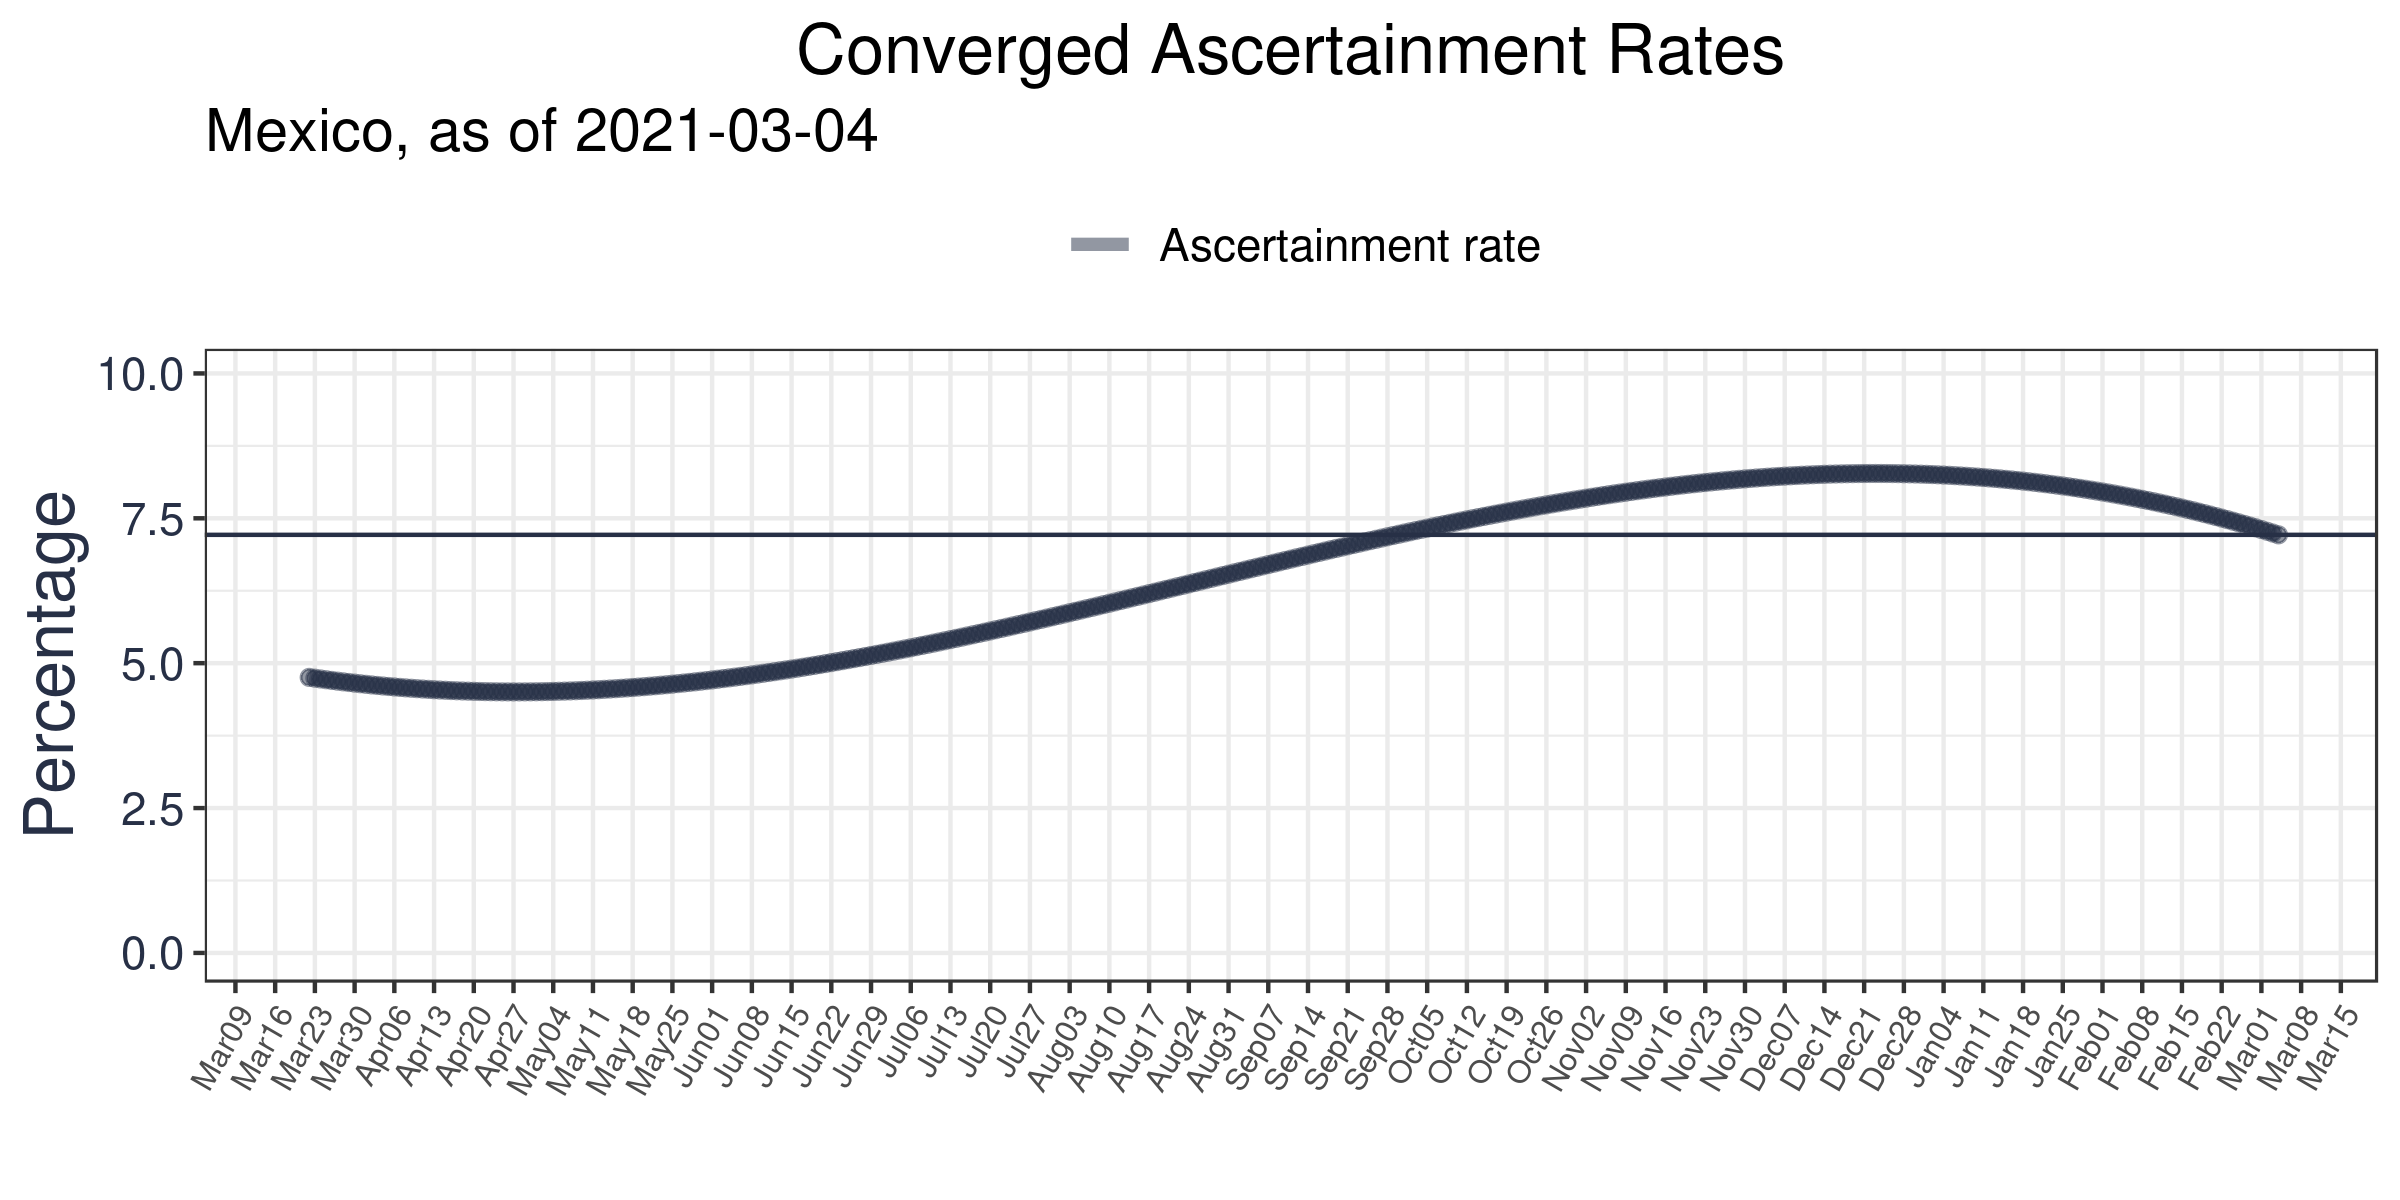 Converged Ascertainment Rates
Mexico, as of 2021-03-04
Ascertainment rate
Percentage
10.0
7.5
5.0
2.5
0.0
Mar09 Mar16 Mar23 Mar30 Apr06 Apr13 Apr20 Apr27 May04 May11 May18 May25 Jun01 Jun08 Jun15 Jun22 Jun29 Jul06 Jul13 Jul20 Jul27 Aug03 Aug10 Aug17 Aug24 Aug31 Sep07 Sep14 Sep21 Sep28 Oct05 Oct12 Oct19 Oct26 Nov02 Nov09 Nov16 Nov23 Nov30 Dec07 Dec14 Dec21 Dec28 Jan04 Jan11 Jan18 Jan25 Feb01 Feb08 Feb15 Feb22 Mar01 Mar08 Mar15